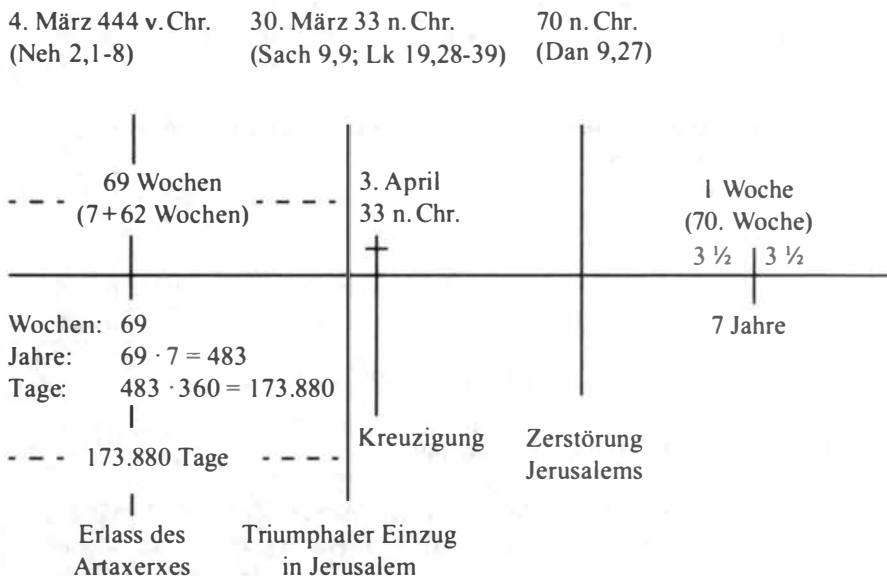 4. März 444 v. Chr.
(Neh 2,1-8)
30. März 33 n. Chr.
(Sach 9,9; Lk 19,28-39)
70 n. Chr.
(Dan 9,27)
69 Wochen
(7+62 Wochen)
3. April
33 n. Chr.
1 Woche
(70. Woche)
3 ½ 3 ½
7 Jahre
Wochen: 69
Jahre: 69 · 7 = 483
Tage: 483 · 360 = 173.880
173.880 Tage
Kreuzigung
Zerstörung
Jerusalems
Erlass des
Artaxerxes
Triumphaler Einzug
in Jerusalem